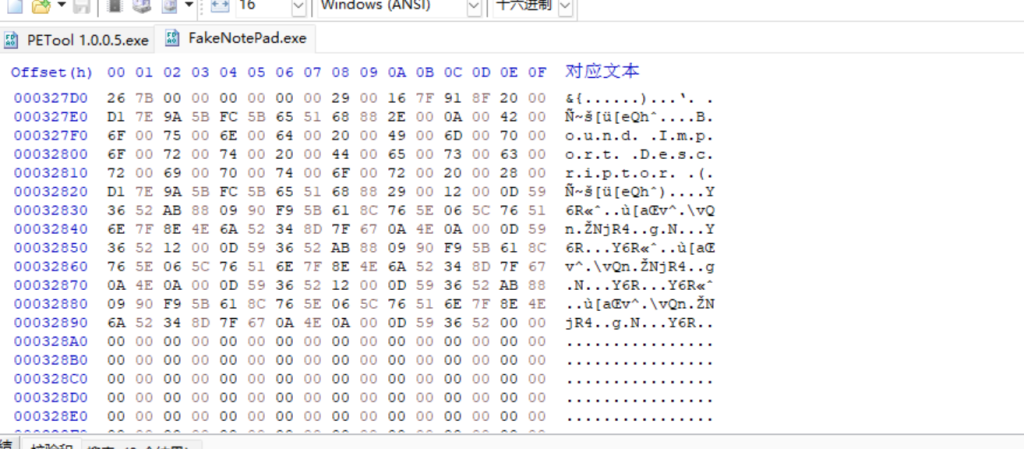 16 Windows (ANSI) 十六进制
PETool 1.0.0.5.exe FakeNotePad.exe
Offset(h) 00 01 02 03 04 05 06 07 08 09 0A 0B 0C 0D 0E 0F 对应文本
000327D0 26 7B 00 00 00 00 00 00 29 00 16 7F 91 8F 20 00 &{......)...‘. .
000327E0 D1 7E 9A 5B FC 5B 65 51 68 88 2E 00 0A 00 42 00 Ñ~š[ü[eQhˆ....B.
000327F0 6F 00 75 00 6E 00 64 00 20 00 49 00 6D 00 70 00 o.u.n.d. .I.m.p.
00032800 6F 00 72 00 74 00 20 00 44 00 65 00 73 00 63 00 o.r.t. .D.e.s.c.
00032810 72 00 69 00 70 00 74 00 6F 00 72 00 20 00 28 00 r.i.p.t.o.r. .(.
00032820 D1 7E 9A 5B FC 5B 65 51 68 88 29 00 12 00 0D 59 Ñ~š[ü[eQhˆ)....Y
00032830 36 52 AB 88 09 90 F9 5B 61 8C 76 5E 06 5C 76 51 6R«ˆ..ù[aŒv^.\vQ
00032840 6E 7F 8E 4E 6A 52 34 8D 7F 67 0A 4E 0A 00 0D 59 n.ŽNjR4..g.N...Y
00032850 36 52 12 00 0D 59 36 52 AB 88 09 90 F9 5B 61 8C 6R...Y6R«ˆ..ù[aŒ
00032860 76 5E 06 5C 76 51 6E 7F 8E 4E 6A 52 34 8D 7F 67 v^.\vQn.ŽNjR4..g
00032870 0A 4E 0A 00 0D 59 36 52 12 00 0D 59 36 52 AB 88 .N...Y6R...Y6R«ˆ
00032880 09 90 F9 5B 61 8C 76 5E 06 5C 76 51 6E 7F 8E 4E ..ù[aŒv^.\vQn.ŽN
00032890 6A 52 34 8D 7F 67 0A 4E 0A 00 0D 59 36 52 00 00 jR4..g.N...Y6R..
000328A0 00 00 00 00 00 00 00 00 00 00 00 00 00 00 00 00 ................
000328B0 00 00 00 00 00 00 00 00 00 00 00 00 00 00 00 00 ................
000328C0 00 00 00 00 00 00 00 00 00 00 00 00 00 00 00 00 ................
000328D0 00 00 00 00 00 00 00 00 00 00 00 00 00 00 00 00 ................
000328E0 00 00 00 00 00 00 00 00 00 00 00 00 00 00 00 00 ................